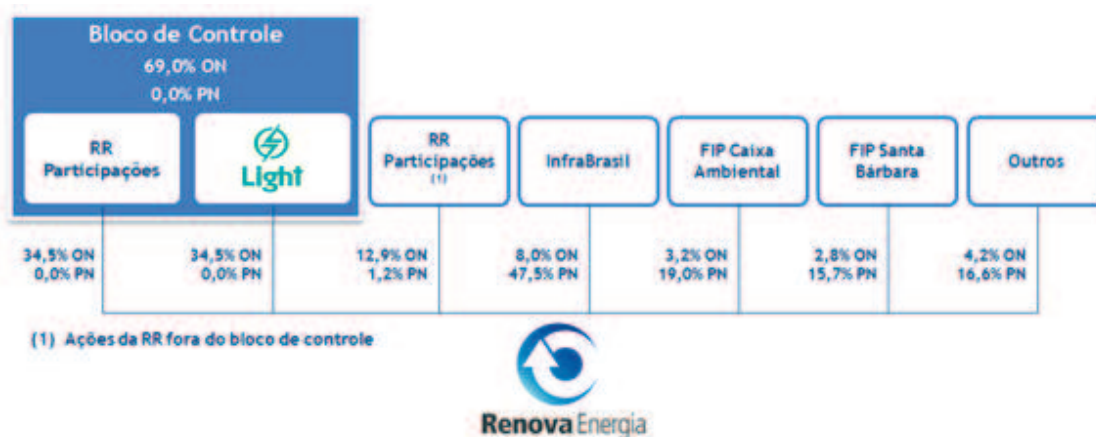 Bloco de Controle
69,0% ON
0,0% PN
RR
Participações
Light
RR
Participações
(1)
InfraBrasil
FIP Caixa
Ambiental
FIP Santa
Bárbara
Outros
34,5% ON
0,0% PN
34,5% ON
0,0% PN
12,9% ON
1,2% PN
8,0% ON
47,5% PN
3,2% ON
19,0% PN
2,8% ON
15,7% PN
4,2% ON
16,6% PN
(1) Ações da RR fora do bloco de controle
Renova Energia